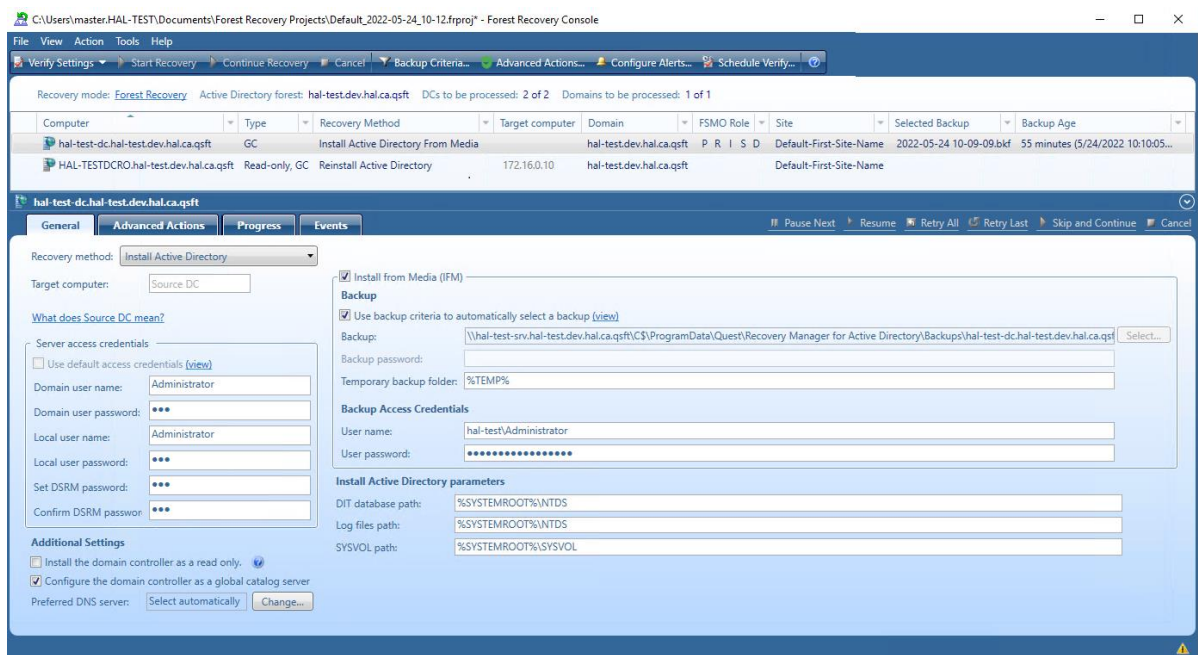 C:\Users\master.HAL-TEST\Documents\Forest Recovery Projects\Default_2022-05-24_10-12.frproj* - Forest Recovery Console
File View Action Tools Help
Verify Settings Start Recovery Continue Recovery Cancel Backup Criteria... Advanced Actions... Configure Alerts... Schedule Verify...
Recovery mode: Forest Recovery Active Directory forest: hal-test.dev.hal.ca.qsft DCs to be processed: 2 of 2 Domains to be processed: 1 of 1
Computer Type Recovery Method Target computer Domain FSMO Role Site Selected Backup Backup Age
hal-test-dc.hal-test.dev.hal.ca.qsft GC Install Active Directory From Media hal-test.dev.hal.ca.qsft P R I S D Default-First-Site-Name 2022-05-24 10-09-09.bkf 55 minutes (5/24/2022 10:10:05...
HAL-TESTDCRO.hal-test.dev.hal.ca.qsft Read-only, GC Reinstall Active Directory 172.16.0.10 hal-test.dev.hal.ca.qsft Default-First-Site-Name
hal-test-dc.hal-test.dev.hal.ca.qsft
General Advanced Actions Progress Events Pause Next Resume Retry All Retry Last Skip and Continue Cancel
Recovery method: Install Active Directory
Target computer: Source DC
What does Source DC mean?
Server access credentials
Use default access credentials (view)
Domain user name: Administrator
Domain user password: •••
Local user name: Administrator
Local user password: •••
Set DSRM password: •••
Confirm DSRM passwor •••
Additional Settings
Install the domain controller as a read only.
Configure the domain controller as a global catalog server
Preferred DNS server: Select automatically Change...
Install from Media (IFM)
Backup
Use backup criteria to automatically select a backup (view)
Backup: \\hal-test-srv.hal-test.dev.hal.ca.qsft\C$\ProgramData\Quest\Recovery Manager for Active Directory\Backups\hal-test-dc.hal-test.dev.hal.ca.qsf Select...
Backup password:
Temporary backup folder: %TEMP%
Backup Access Credentials
User name: hal-test\Administrator
User password: •••••••••••••••••
Install Active Directory parameters
DIT database path: %SYSTEMROOT%\NTDS
Log files path: %SYSTEMROOT%\NTDS
SYSVOL path: %SYSTEMROOT%\SYSVOL